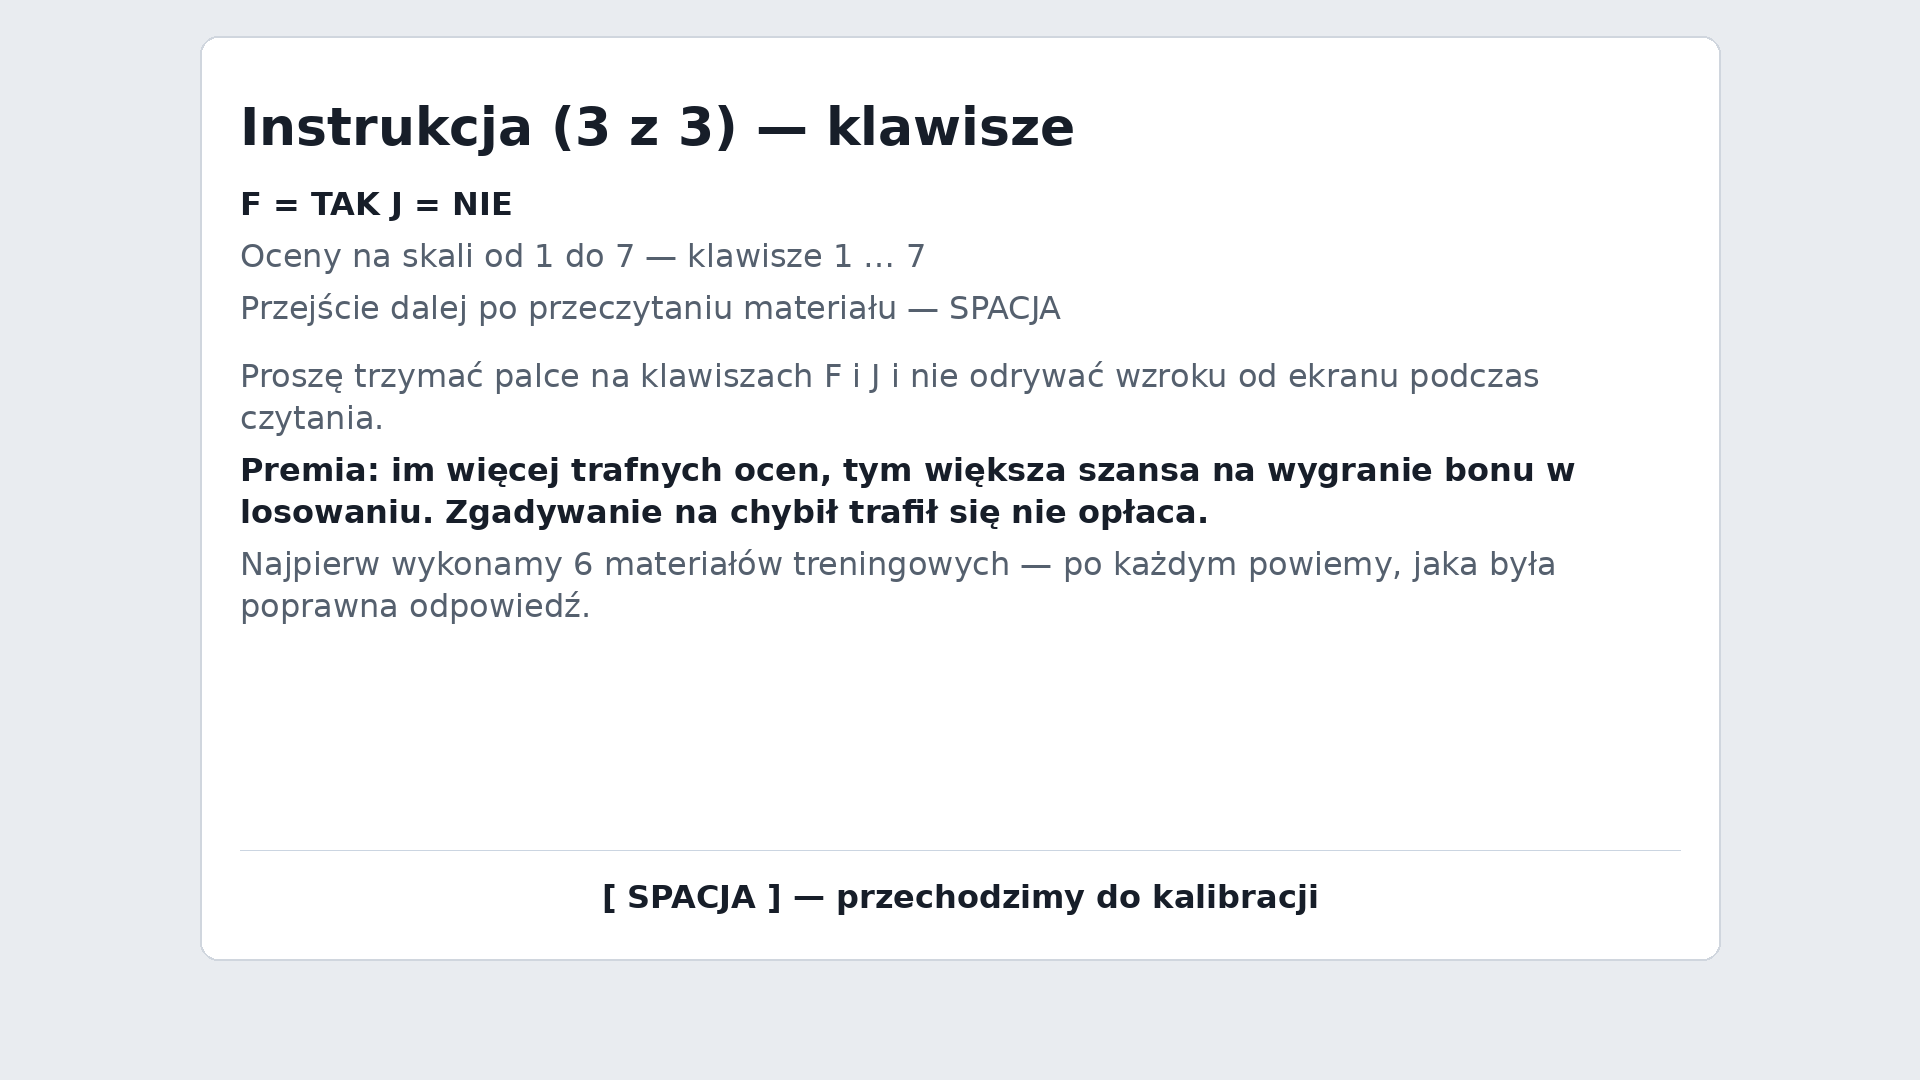 Instrukcja (3 z 3) — klawisze
F = TAK J = NIE
Oceny na skali od 1 do 7 — klawisze 1 … 7
Przejście dalej po przeczytaniu materiału — SPACJA
Proszę trzymać palce na klawiszach F i J i nie odrywać wzroku od ekranu podczas
czytania.
Premia: im więcej trafnych ocen, tym większa szansa na wygranie bonu w
losowaniu. Zgadywanie na chybił trafił się nie opłaca.
Najpierw wykonamy 6 materiałów treningowych — po każdym powiemy, jaka była
poprawna odpowiedź.
[ SPACJA ] — przechodzimy do kalibracji